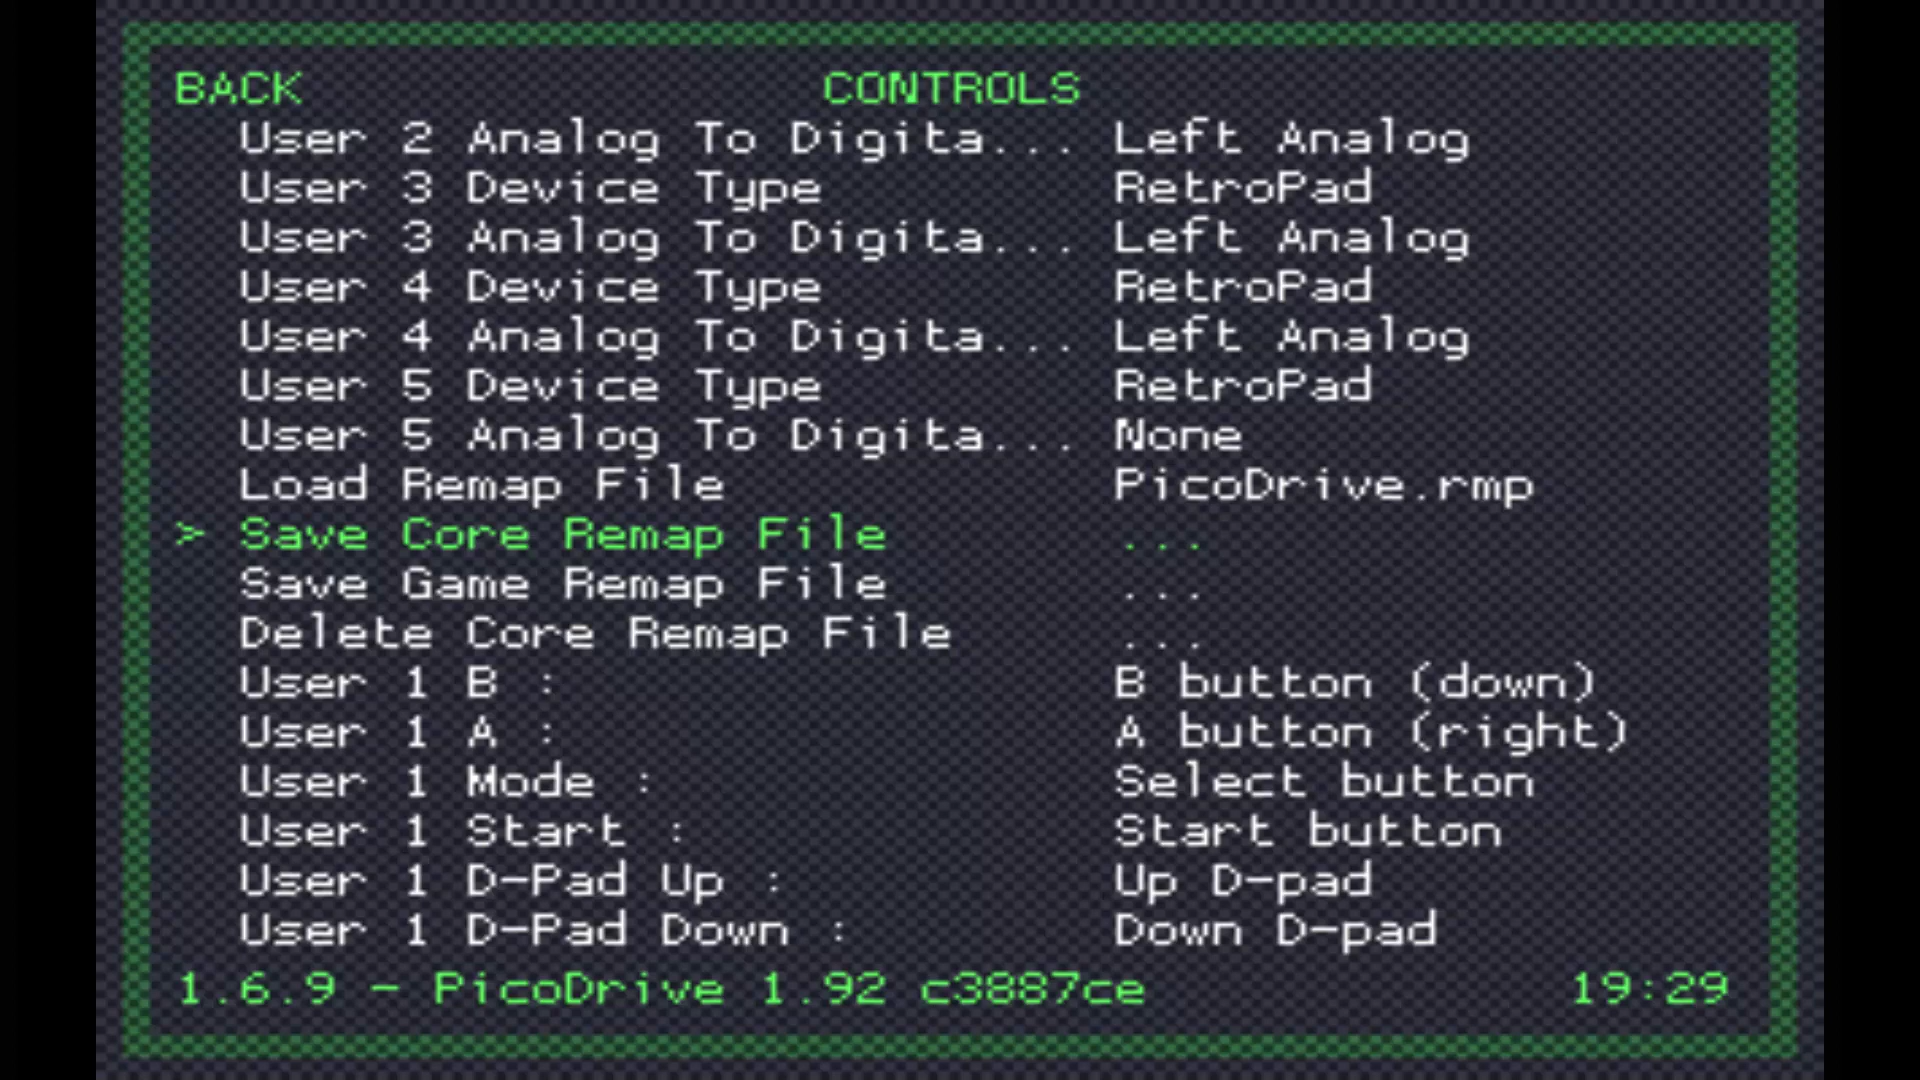 BACK CONTROLS
User 2 Analog To Digita... Left Analog
User 3 Device Type RetroPad
User 3 Analog To Digita... Left Analog
User 4 Device Type RetroPad
User 4 Analog To Digita... Left Analog
User 5 Device Type RetroPad
User 5 Analog To Digita... None
Load Remap File PicoDrive.rmp
> Save Core Remap File ...
Save Game Remap File ...
Delete Core Remap File ...
User 1 B : B button (down)
User 1 A : A button (right)
User 1 Mode : Select button
User 1 Start : Start button
User 1 D-Pad Up : Up D-pad
User 1 D-Pad Down : Down D-pad
1.6.9 - PicoDrive 1.92 c3887ce 19:29